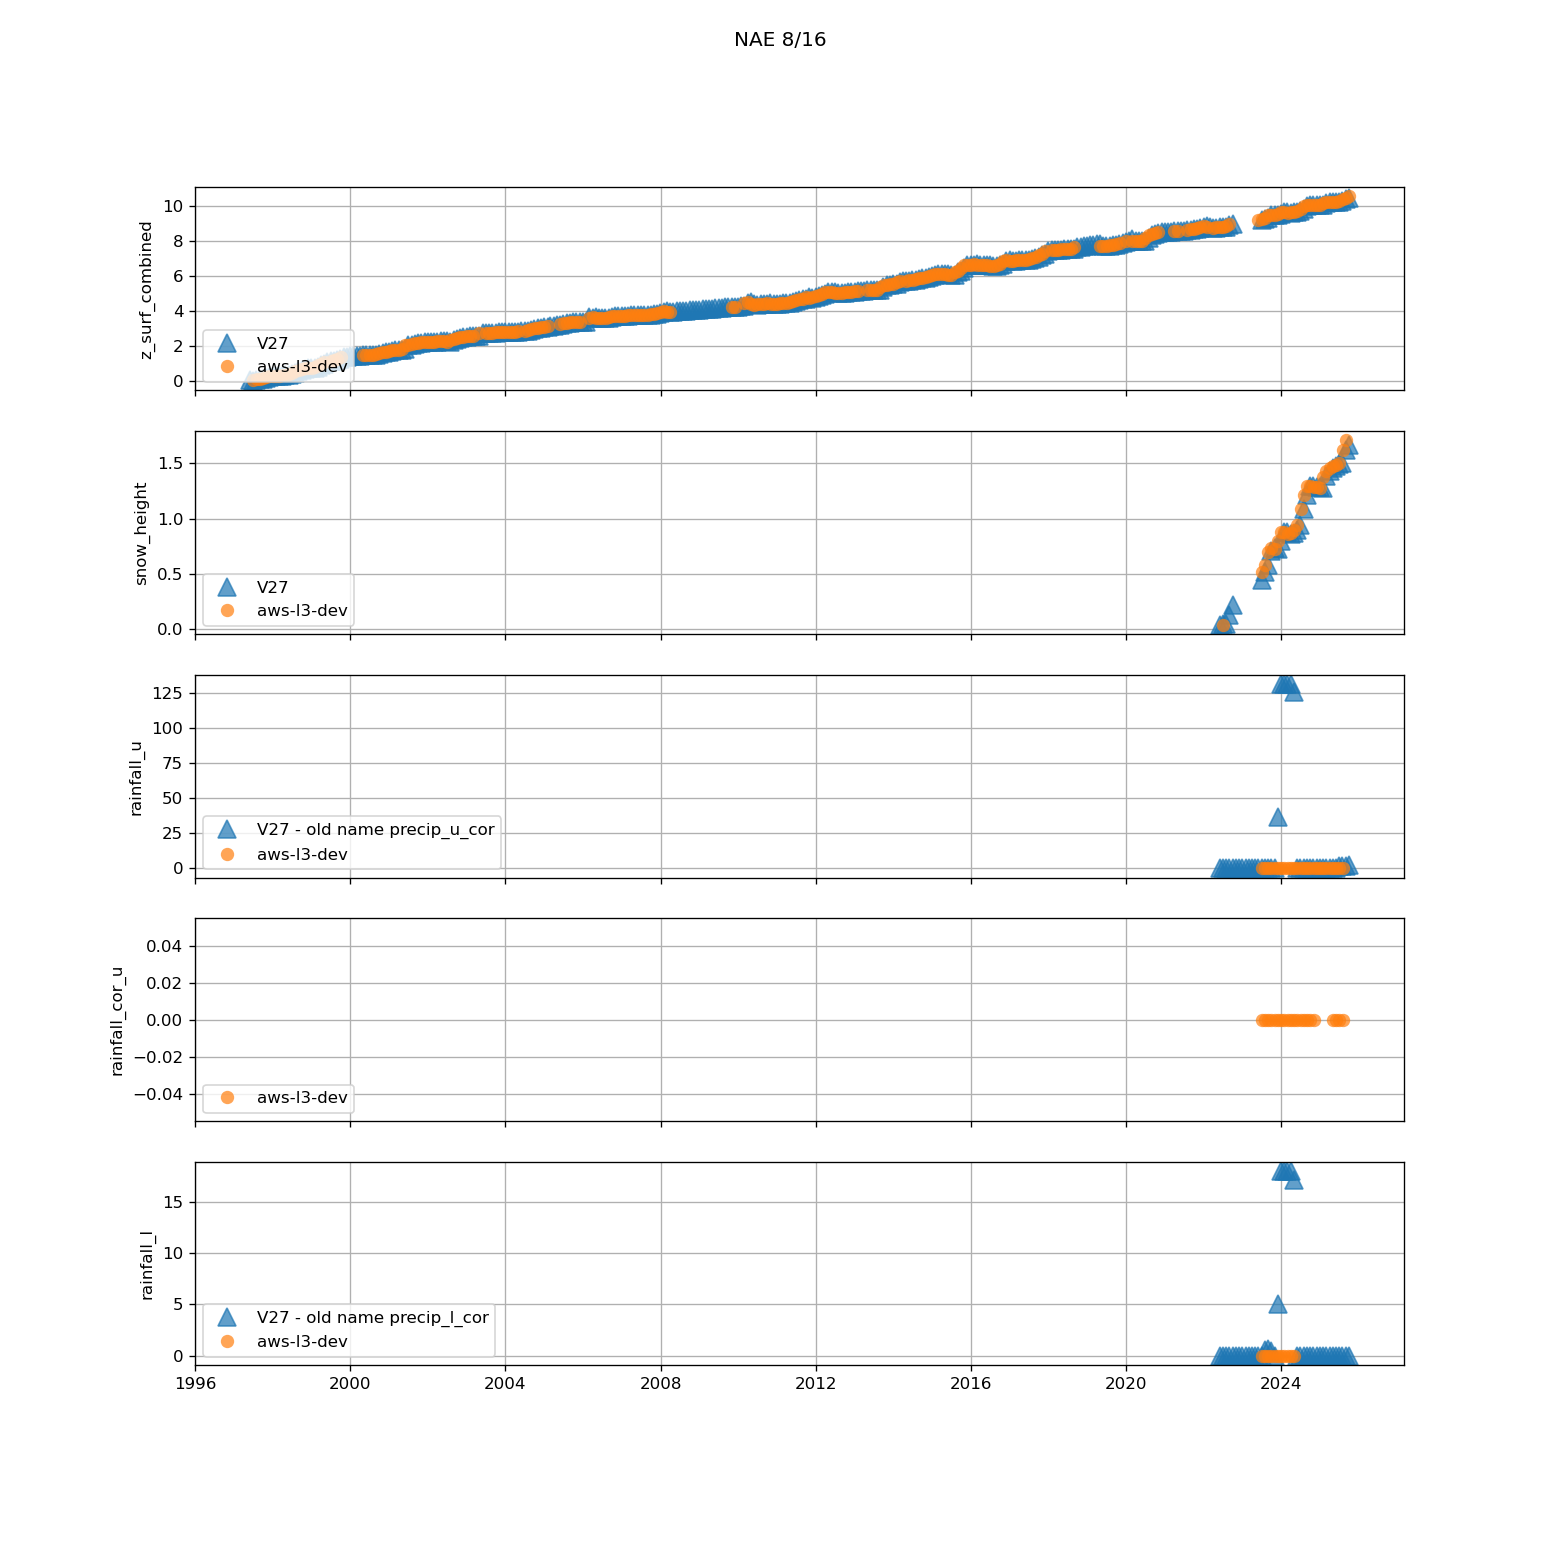 NAE 8/16
10
8
6
4
2
0
z_surf_combined
V27
aws-l3-dev
1.5
1.0
0.5
0.0
snow_height
V27
aws-l3-dev
125
100
75
50
25
0
rainfall_u
V27 - old name precip_u_cor
aws-l3-dev
0.04
0.02
0.00
−0.02
−0.04
rainfall_cor_u
aws-l3-dev
15
10
5
0
rainfall_l
V27 - old name precip_l_cor
aws-l3-dev
1996 2000 2004 2008 2012 2016 2020 2024